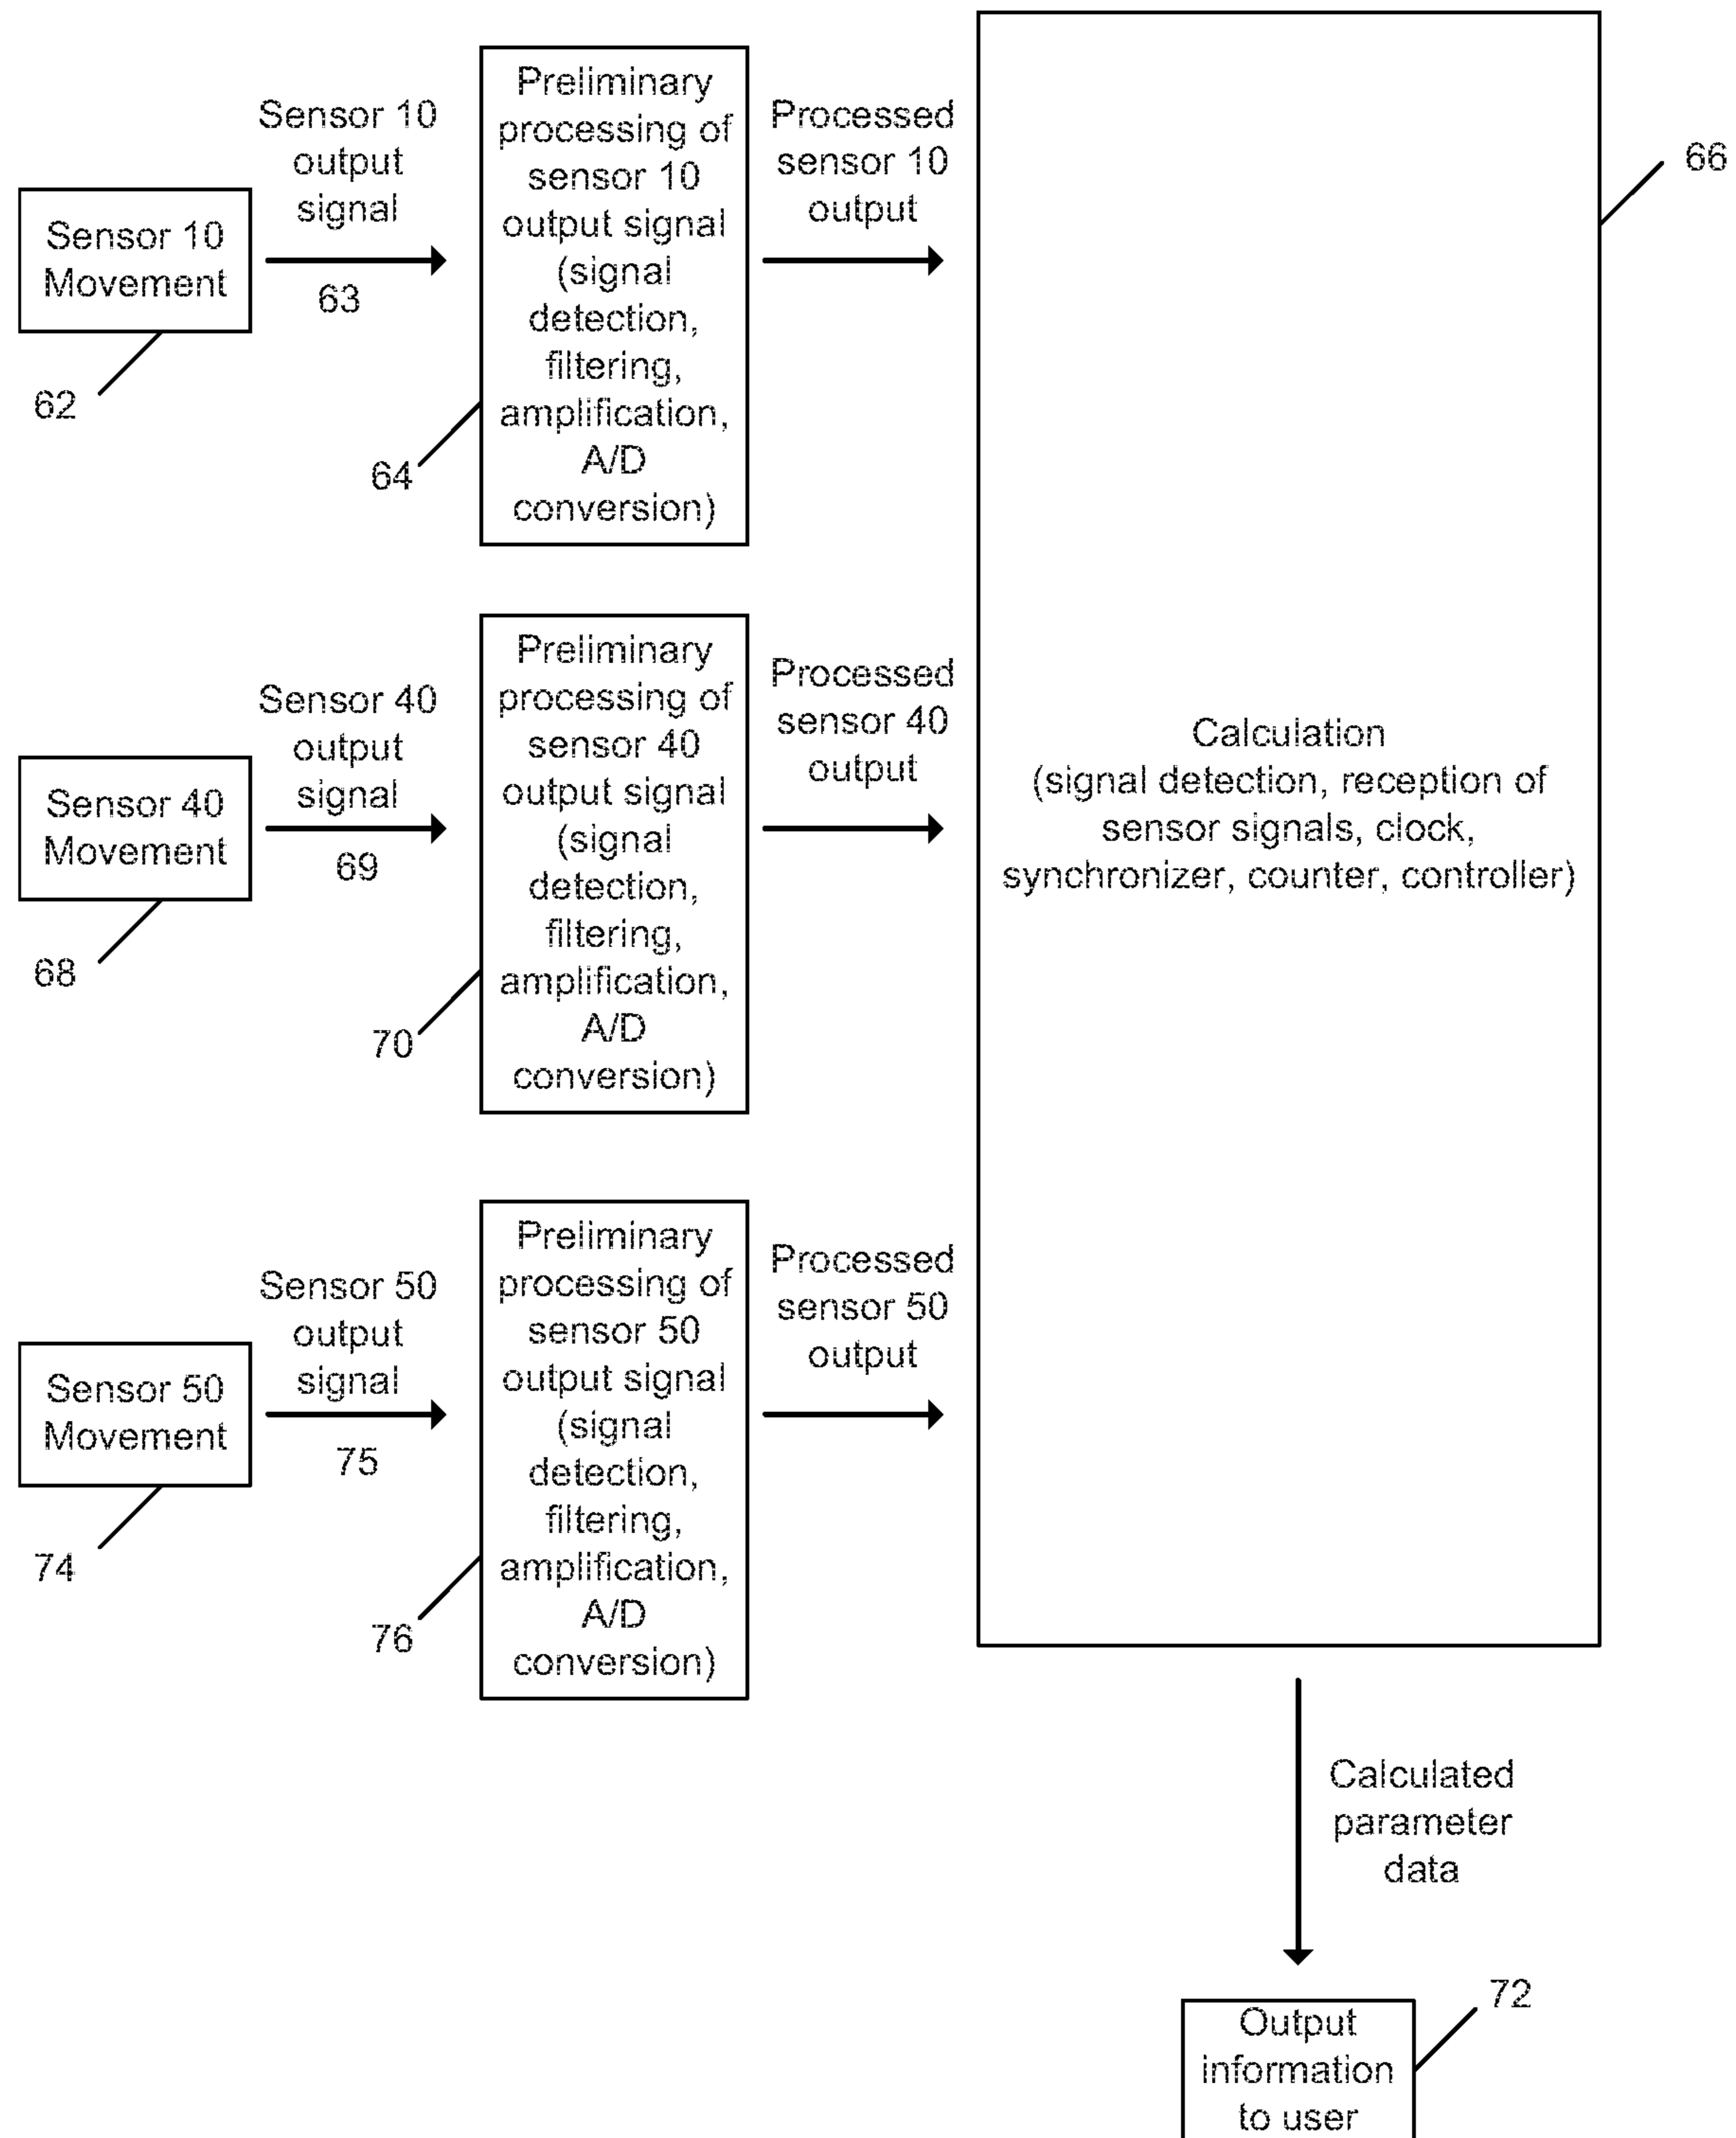 Sensor 10
Movement
62
Sensor 10
output
signal
63
Preliminary
processing of
sensor 10
output signal
(signal
detection,
filtering,
amplification,
A/D
conversion)
64
Processed
sensor 10
output
Sensor 40
Movement
68
Sensor 40
output
signal
69
Preliminary
processing of
sensor 40
output signal
(signal
detection,
filtering,
amplification,
A/D
conversion)
70
Processed
sensor 40
output
Sensor 50
Movement
74
Sensor 50
output
signal
75
Preliminary
processing of
sensor 50
output signal
(signal
detection,
filtering,
amplification,
A/D
conversion)
76
Processed
sensor 50
output
Calculation
(signal detection, reception of
sensor signals, clock,
synchronizer, counter, controller)
66
Calculated
parameter
data
Output
information
to user
72